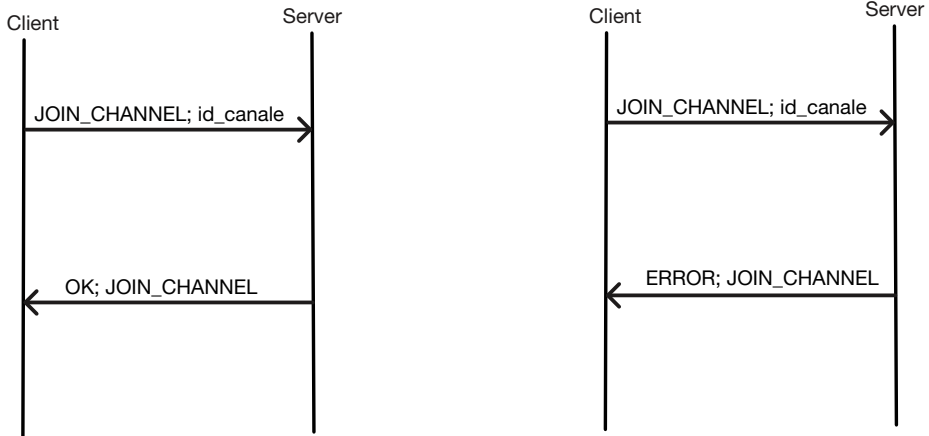 Client
Server
JOIN_CHANNEL; id_canale
OK; JOIN_CHANNEL
Client
Server
JOIN_CHANNEL; id_canale
ERROR; JOIN_CHANNEL